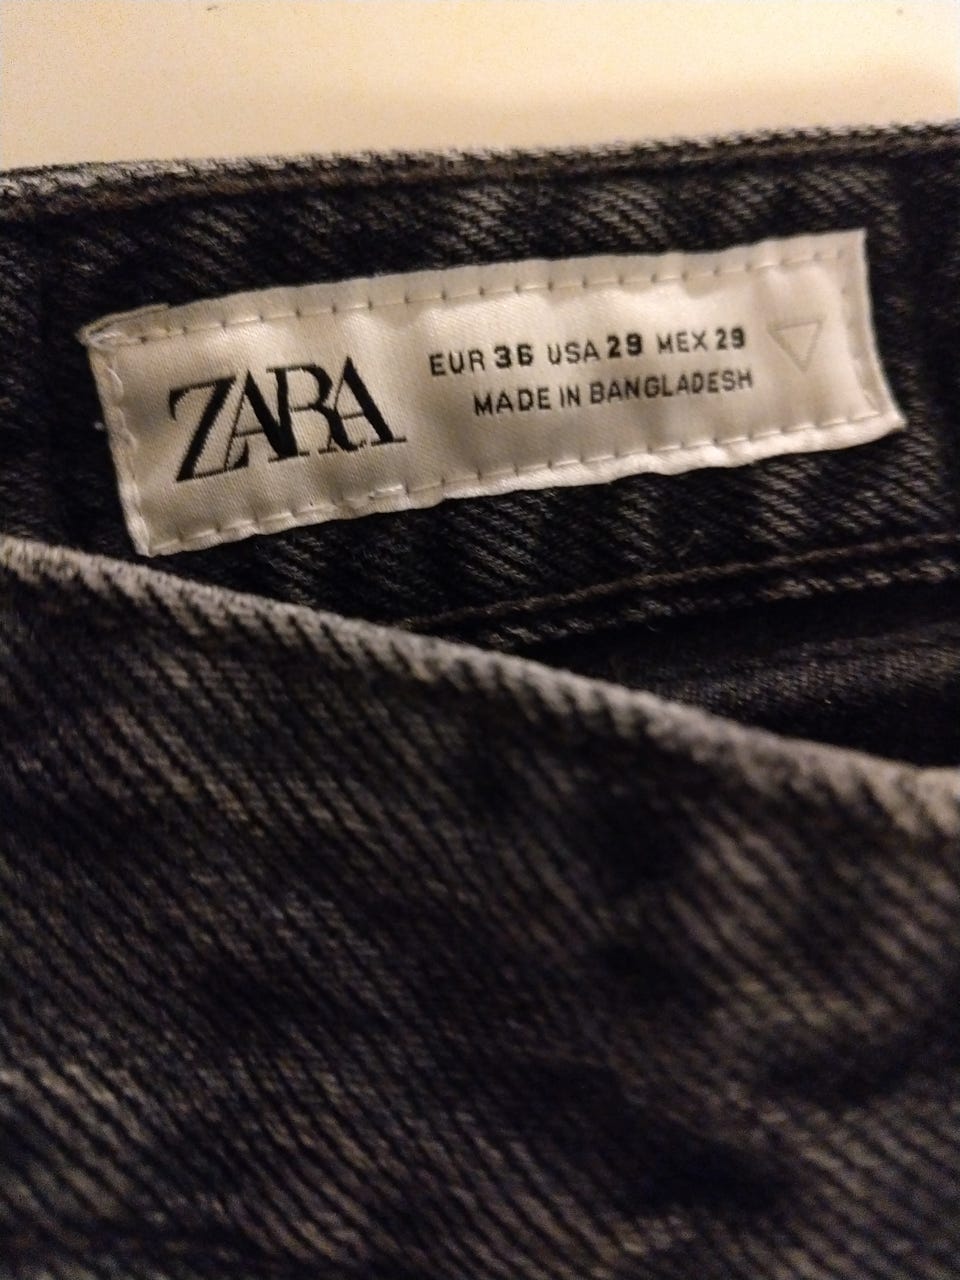 ZARA
EUR 36 USA 29 MEX 29
MADE IN BANGLADESH